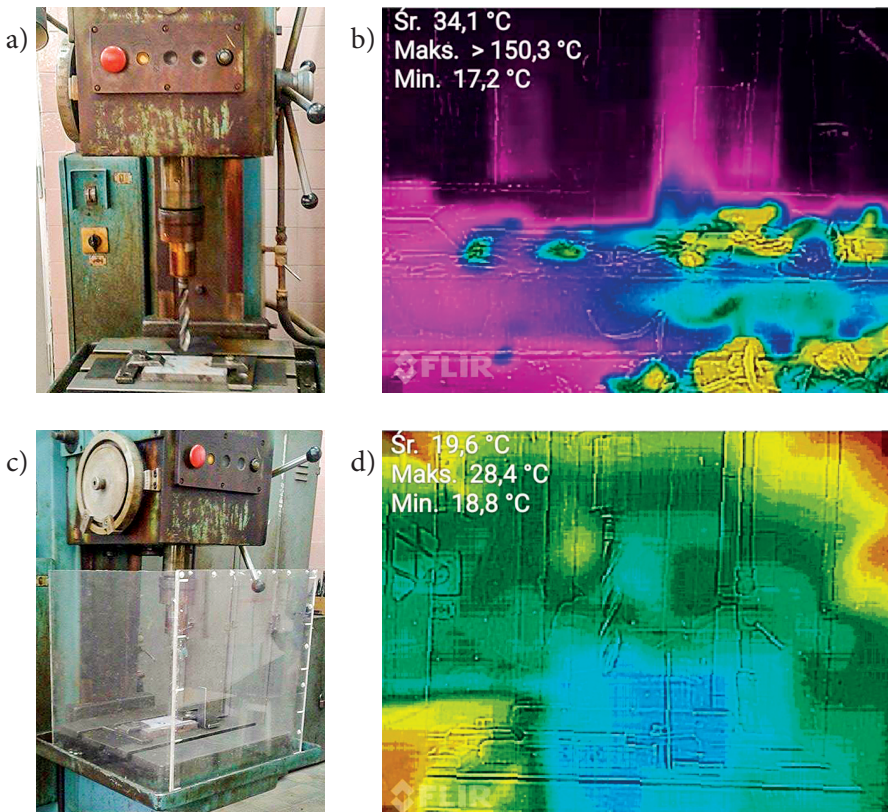 a)
b)
Śr. 34,1 °C
Maks. > 150,3 °C
Min. 17,2 °C
FLIR
c)
d)
Śr. 19,6 °C
Maks. 28,4 °C
Min. 18,8 °C
FLIR